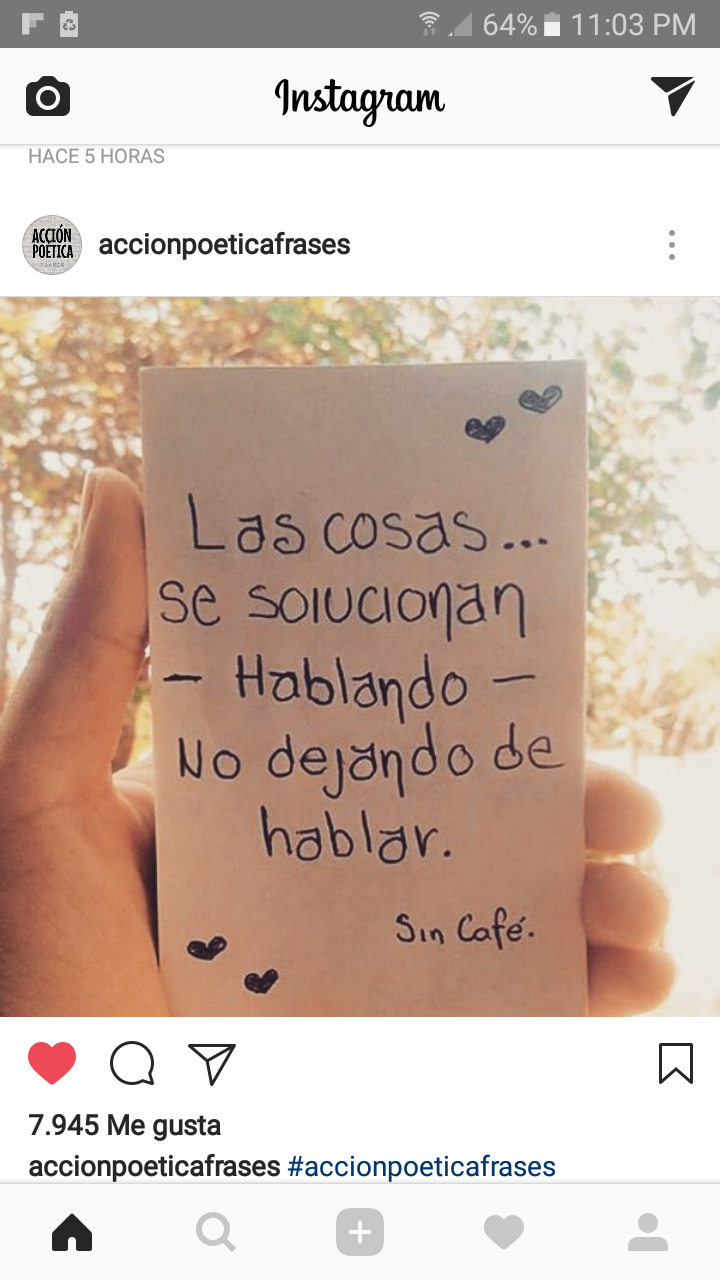 64% 11:03 PM
Instagram
HACE 5 HORAS
ACCIÓN
POETICA
accionpoeticafrases
Las cosas...
se solucionan
- Hablando -
No dejando de
hablar.
Sin Café.
7.945 Me gusta
accionpoeticafrases #accionpoeticafrases